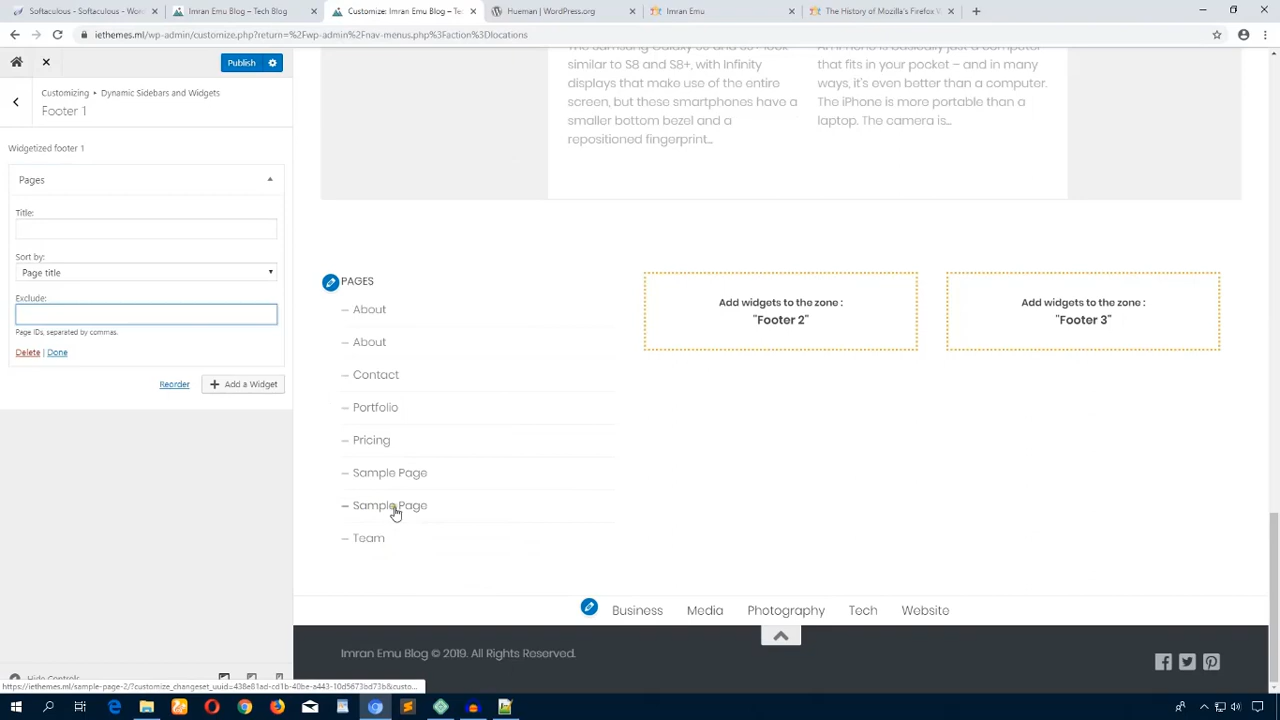 Softaculous - Softaculous - Wor
Imran Emu Blog – Tech Blog
Customize: Imran Emu Blog – Tec
Human | WordPress.org
Imran Emu
The History of Mozilla's Firefox L
iethemes.ml/wp-admin/customize.php?return=%2Fwp-admin%2Fnav-menus.php%3Faction%3Dlocations
Publish
Customizing ▸ Dynamic Sidebars and Widgets
Footer 1
Widgetized footer 1
Pages
Title:
Sort by:
Page title
Exclude:
Page IDs, separated by commas.
Delete | Done
Reorder
Add a Widget
Hide Controls
similar to S8 and S8+, with Infinity
displays that make use of the entire
screen, but these smartphones have a
smaller bottom bezel and a
repositioned fingerprint...
An iPhone is basically just a computer
that fits in your pocket – and in many
ways, it's even better than a computer.
The iPhone is more portable than a
laptop. The camera is...
PAGES
About
About
Contact
Portfolio
Pricing
Sample Page
Sample Page
Team
Add widgets to the zone :
"Footer 2"
Add widgets to the zone :
"Footer 3"
Business Media Photography Tech Website
Imran Emu Blog © 2019. All Rights Reserved.